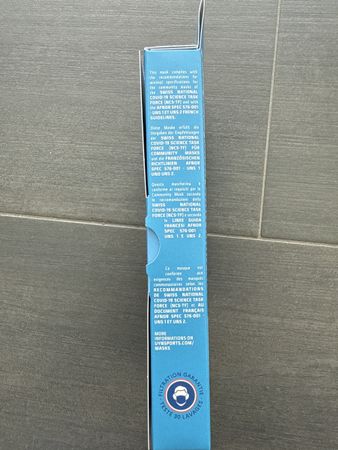 This mask complies with
the recommendations for
minimal specifications for
the community masks of
the SWISS NATIONAL
COVID-19 SCIENCE TASK
FORCE (NCS-TF) and with
the AFNOR SPEC S76-001
- UNS 1 ET UNS 2 FRENCH
GUIDELINES.
Diese Maske erfüllt die
Vorgaben der Empfehlungen
der SWISS NATIONAL
COVID-19 SCIENCE TASK
FORCE (NCS-TF) FÜR
COMMUNITY MASKS
und die FRANZÖSISCHEN
RICHTLINIEN AFNOR
SPEC S76-001 - UNS 1
UND UNS 2.
Questa mascherina è
conforme ai requisiti per le
Community Mask secondo
le raccomandazioni dello
SWISS NATIONAL
COVID-19 SCIENCE TASK
FORCE (NCS-TF) e secondo
le LINEE GUIDA
FRANCESI AFNOR
SPEC S76-001 -
UNS 1 E UNS 2.
Ce masque est
conforme aux
exigences des masques
communautaires selon les
RECOMMANDATIONS
DE SWISS NATIONAL
COVID-19 SCIENCE TASK
FORCE (NCS-TF) et AU
DOCUMENT FRANÇAIS
AFNOR SPEC S76-001
UNS 1 ET UNS 2.
MORE
INFORMATIONS ON
UYNSPORTS.COM/
MASKS
FILTRATION GARANTIE
TESTÉ 30 LAVAGES